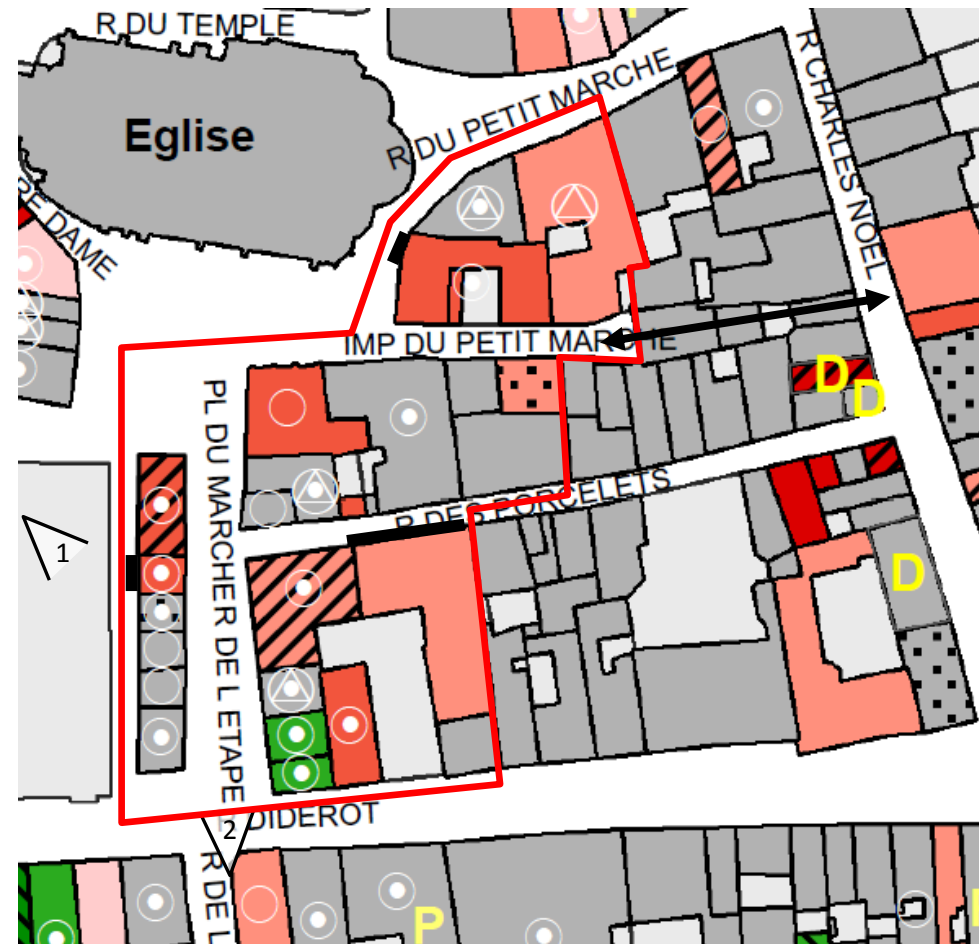 R DU TEMPLE
P
Eglise
R DU PETIT MARCHE
R CHARLES NOEL
RE DAME
IMP DU PETIT MARCHE
PL DU MARCHER DE L ETAPE
D
D
R DES PORCELETS
1
D
2
DIDEROT
R DE L
P